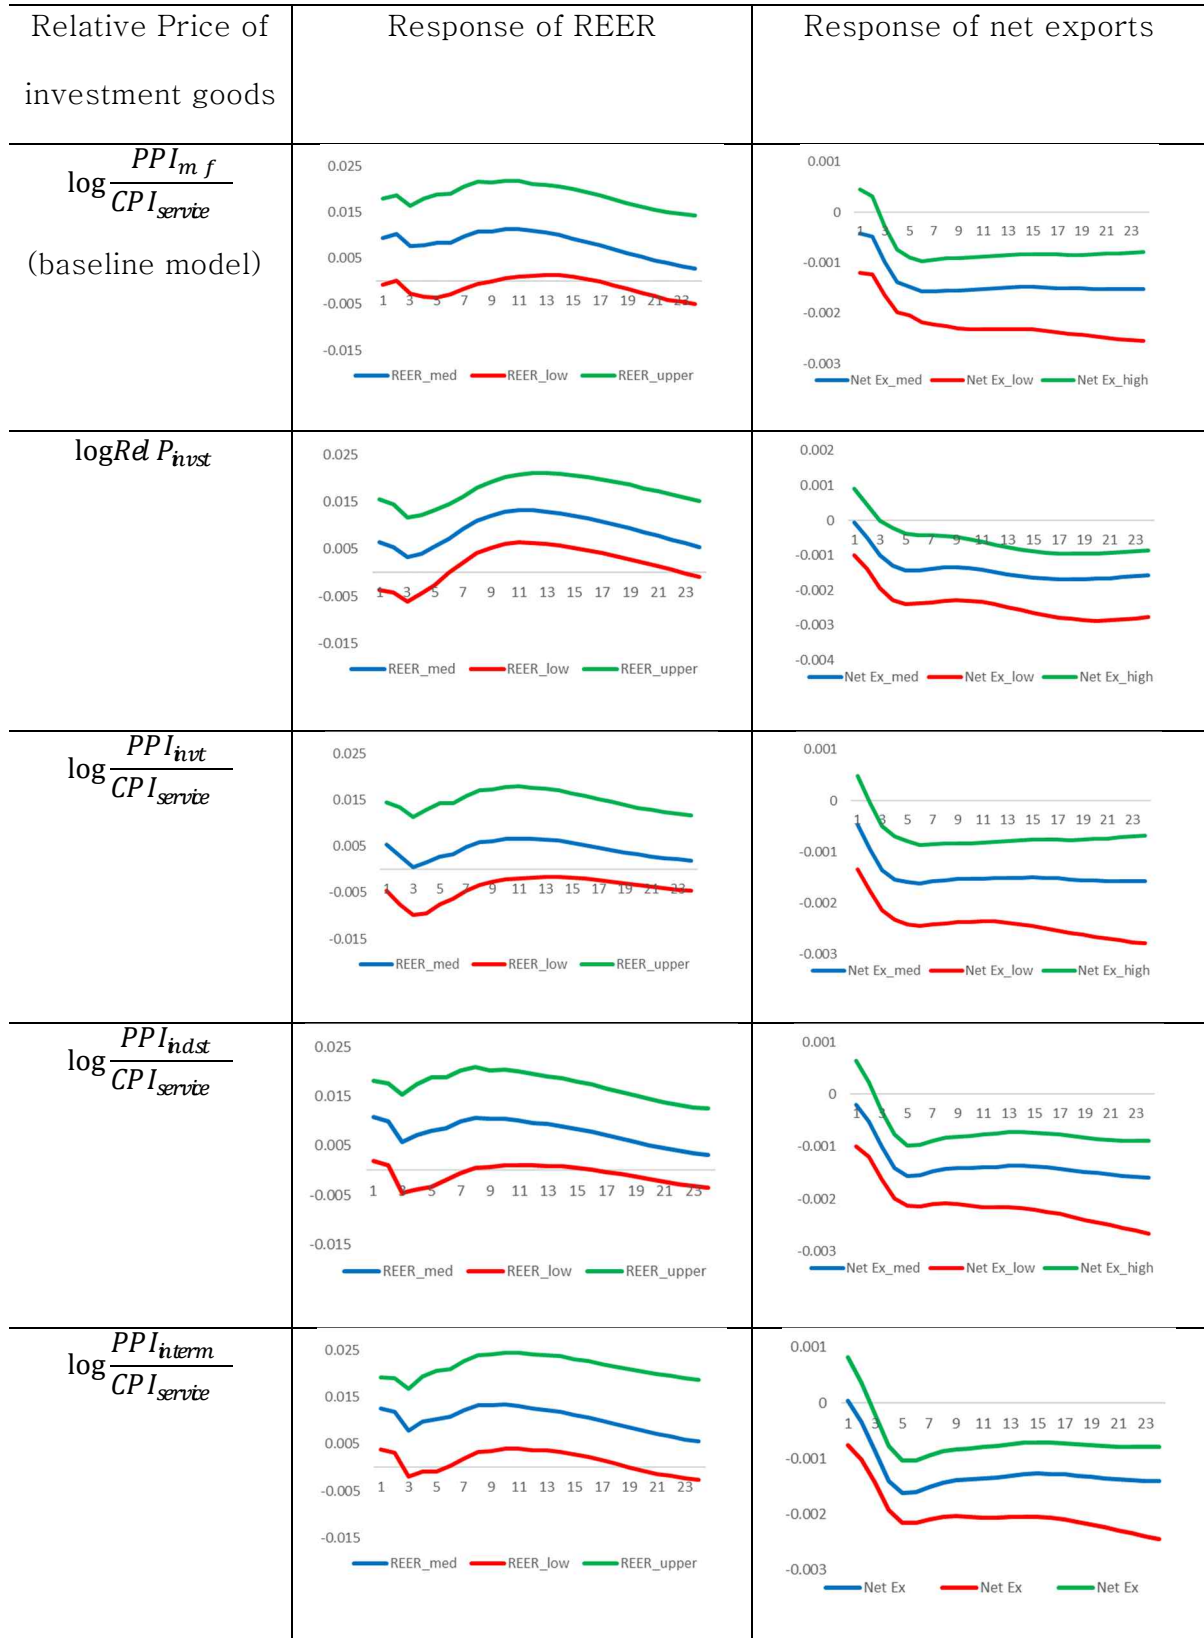 Relative Price of
investment goods
Response of REER
Response of net exports
log PPI_mf / CPI_service
(baseline model)
0.025
0.015
0.005
-0.005
-0.015
1 3 5 7 9 11 13 15 17 19 21 23
REER_med REER_low REER_upper
0.001
0
-0.001
-0.002
-0.003
1 3 5 7 9 11 13 15 17 19 21 23
Net Ex_med Net Ex_low Net Ex_high
logRel P_invst
0.025
0.015
0.005
-0.005
-0.015
1 3 5 7 9 11 13 15 17 19 21 23
REER_med REER_low REER_upper
0.002
0.001
0
-0.001
-0.002
-0.003
-0.004
1 3 5 7 9 11 13 15 17 19 21 23
Net Ex_med Net Ex_low Net Ex_high
log PPI_invt / CPI_service
0.025
0.015
0.005
-0.005
-0.015
1 3 5 7 9 11 13 15 17 19 21 23
REER_med REER_low REER_upper
0.001
0
-0.001
-0.002
-0.003
1 3 5 7 9 11 13 15 17 19 21 23
Net Ex_med Net Ex_low Net Ex_high
log PPI_indst / CPI_service
0.025
0.015
0.005
-0.005
-0.015
1 3 5 7 9 11 13 15 17 19 21 23
REER_med REER_low REER_upper
0.001
0
-0.001
-0.002
-0.003
1 3 5 7 9 11 13 15 17 19 21 23
Net Ex_med Net Ex_low Net Ex_high
log PPI_interm / CPI_service
0.025
0.015
0.005
-0.005
-0.015
1 3 5 7 9 11 13 15 17 19 21 23
REER_med REER_low REER_upper
0.001
0
-0.001
-0.002
-0.003
1 3 5 7 9 11 13 15 17 19 21 23
Net Ex Net Ex Net Ex